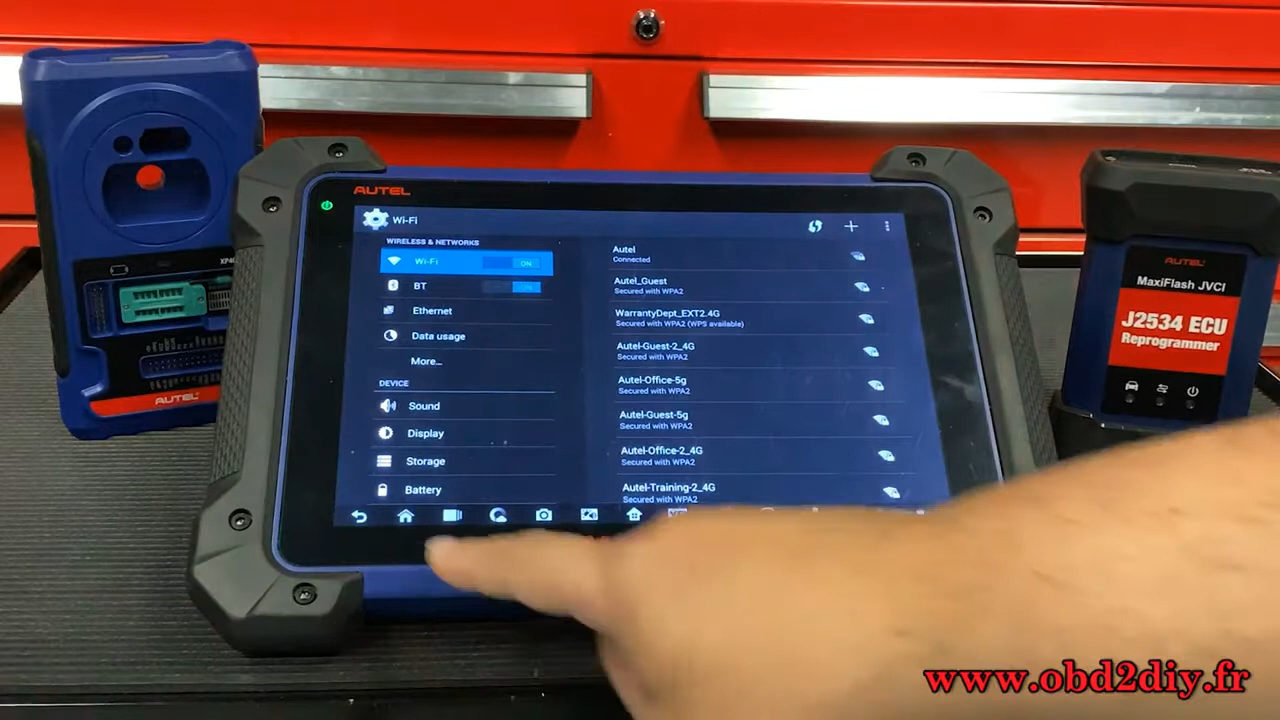 AUTEL
Wi-Fi
WIRELESS & NETWORKS
Wi-Fi
ON
BT
Ethernet
Data usage
More...
DEVICE
Sound
Display
Storage
Battery
Autel
Connected
Autel_Guest
Secured with WPA2
WarrantyDept_EXT2.4G
Secured with WPA2 (WPS available)
Autel-Guest-2_4G
Secured with WPA2
Autel-Office-5g
Secured with WPA2
Autel-Guest-5g
Secured with WPA2
Autel-Office-2_4G
Secured with WPA2
Autel-Training-2_4G
Secured with WPA2
AUTEL
AUTEL
MaxiFlash JVCI
J2534 ECU
Reprogrammer
www.obd2diy.fr